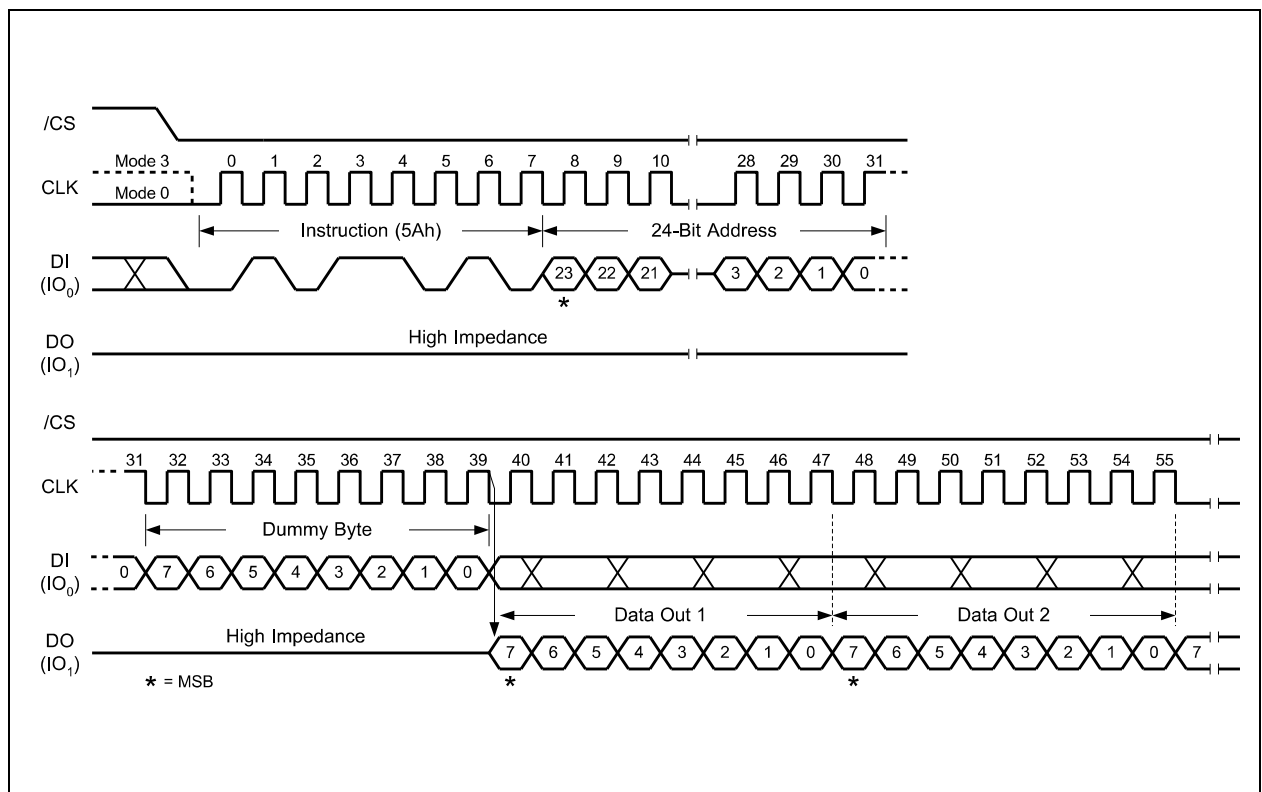 /CS
Mode 3 0 1 2 3 4 5 6 7 8 9 10 28 29 30 31
CLK
Mode 0
Instruction (5Ah) 24-Bit Address
DI
(IO0)
23 22 21 3 2 1 0
*
High Impedance
DO
(IO1)
/CS
31 32 33 34 35 36 37 38 39 40 41 42 43 44 45 46 47 48 49 50 51 52 53 54 55
CLK
Dummy Byte
DI
(IO0)
0 7 6 5 4 3 2 1 0
Data Out 1 Data Out 2
High Impedance
DO
(IO1)
7 6 5 4 3 2 1 0 7 6 5 4 3 2 1 0 7
* = MSB * *